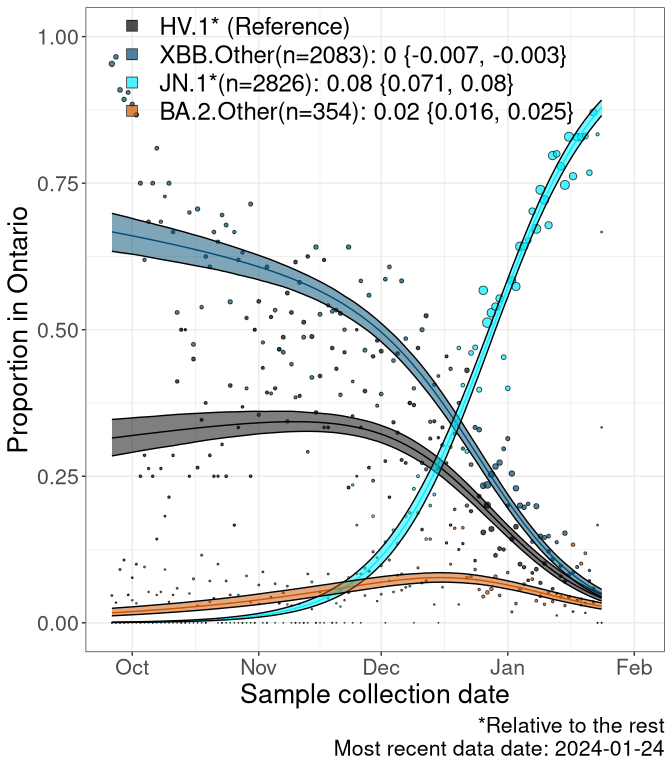 HV.1* (Reference)
XBB.Other(n=2083): 0 {-0.007, -0.003}
JN.1*(n=2826): 0.08 {0.071, 0.08}
BA.2.Other(n=354): 0.02 {0.016, 0.025}
1.00
0.75
0.50
0.25
0.00
Proportion in Ontario
Oct Nov Dec Jan Feb
Sample collection date
*Relative to the rest
Most recent data date: 2024-01-24